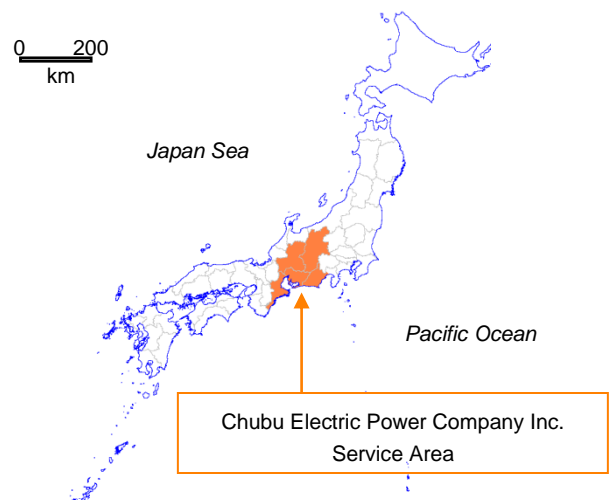 0 200
km
Japan Sea
Pacific Ocean
Chubu Electric Power Company Inc.
Service Area